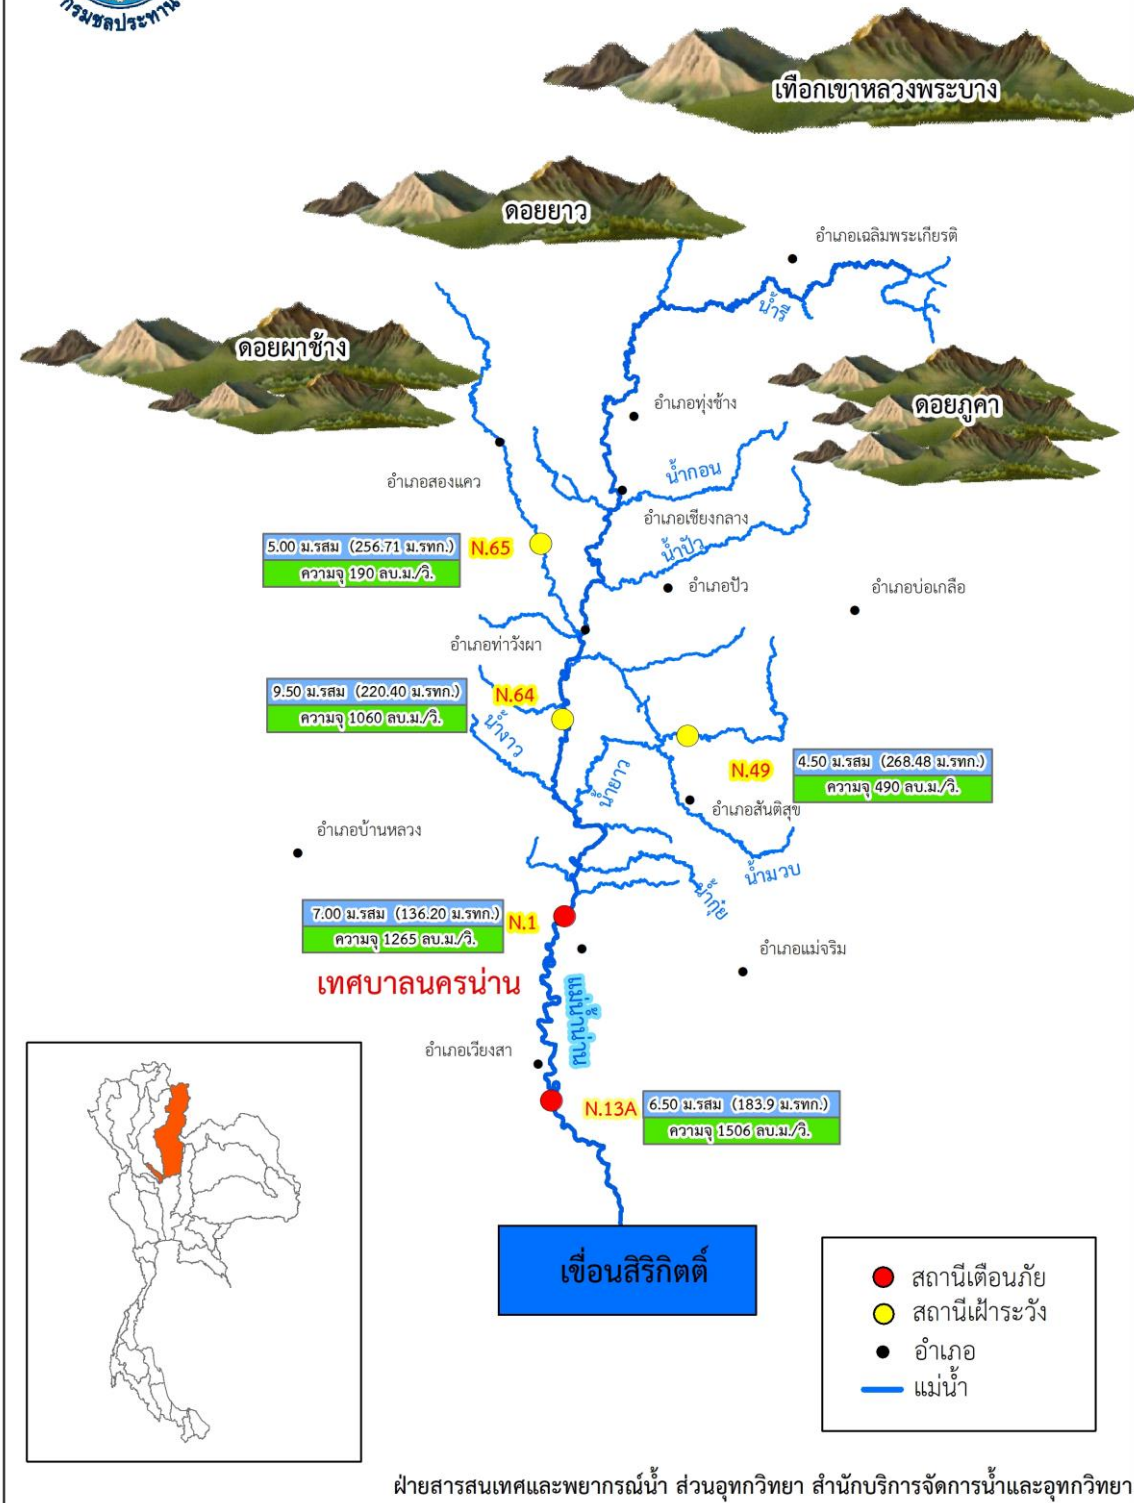 กรมชลประทาน
เทือกเขาหลวงพระบาง
ดอยยาว
อำเภอเฉลิมพระเกียรติ
น้ำรี
ดอยผาช้าง
ดอยภูคา
อำเภอทุ่งช้าง
น้ำกอน
อำเภอสองแคว
อำเภอเชียงกลาง
5.00 ม.รสม (256.71 ม.รทก.)
ความจุ 190 ลบ.ม./วิ.
N.65
น้ำปัว
อำเภอปัว
อำเภอบ่อเกลือ
อำเภอท่าวังผา
9.50 ม.รสม (220.40 ม.รทก.)
ความจุ 1060 ลบ.ม./วิ.
N.64
น้ำงาว
น้ำยาว
N.49
4.50 ม.รสม (268.48 ม.รทก.)
ความจุ 490 ลบ.ม./วิ.
อำเภอสันติสุข
อำเภอบ้านหลวง
น้ำมวบ
น้ำกุ๋ย
7.00 ม.รสม (136.20 ม.รทก.)
ความจุ 1265 ลบ.ม./วิ.
N.1
อำเภอแม่จริม
เทศบาลนครน่าน
แม่น้ำน่าน
อำเภอเวียงสา
N.13A
6.50 ม.รสม (183.9 ม.รทก.)
ความจุ 1506 ลบ.ม./วิ.
เขื่อนสิริกิตติ์
สถานีเตือนภัย
สถานีเฝ้าระวัง
อำเภอ
แม่น้ำ
ฝ่ายสารสนเทศและพยากรณ์น้ำ ส่วนอุทกวิทยา สำนักบริการจัดการน้ำและอุทกวิทยา